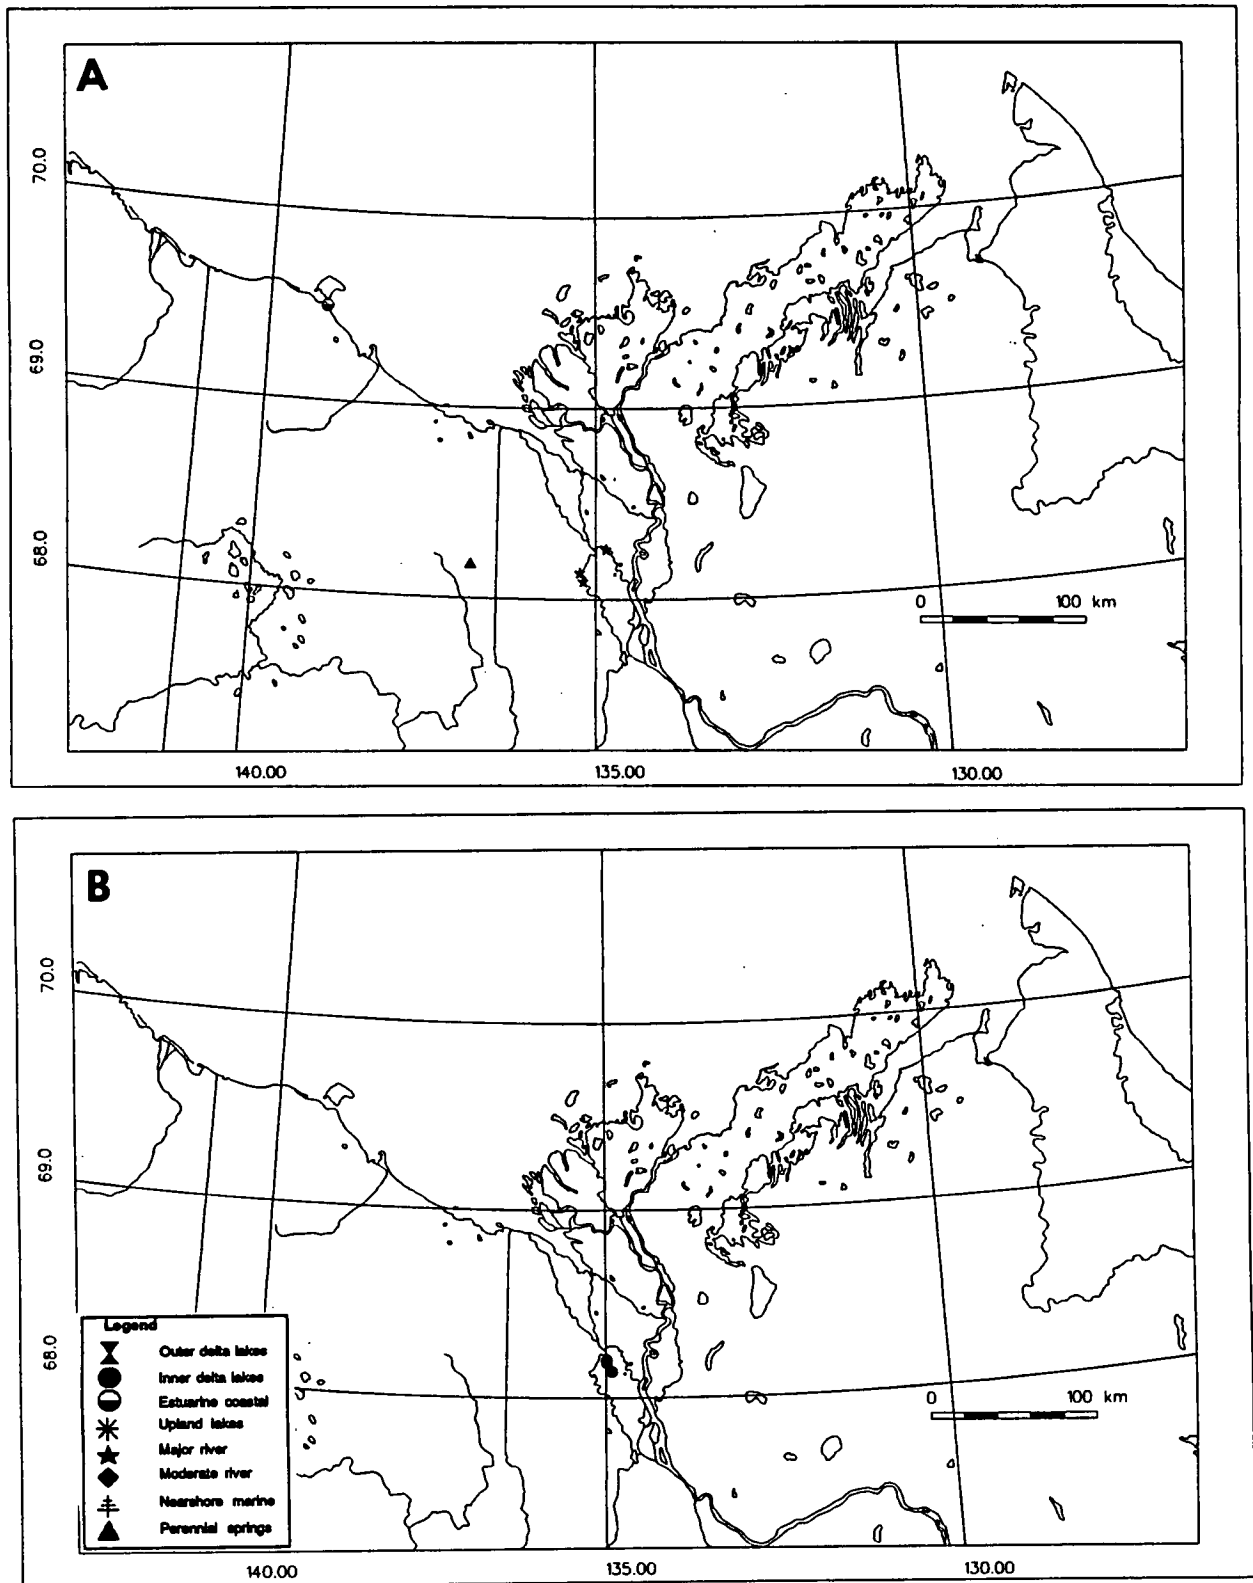 A
70.0
69.0
68.0
0 100 km
140.00 135.00 130.00
B
70.0
69.0
68.0
Legend
Outer delta lakes
Inner delta lakes
Estuarine coastal
Upland lakes
Major river
Moderate river
Nearshore marine
Perennial springs
0 100 km
140.00 135.00 130.00